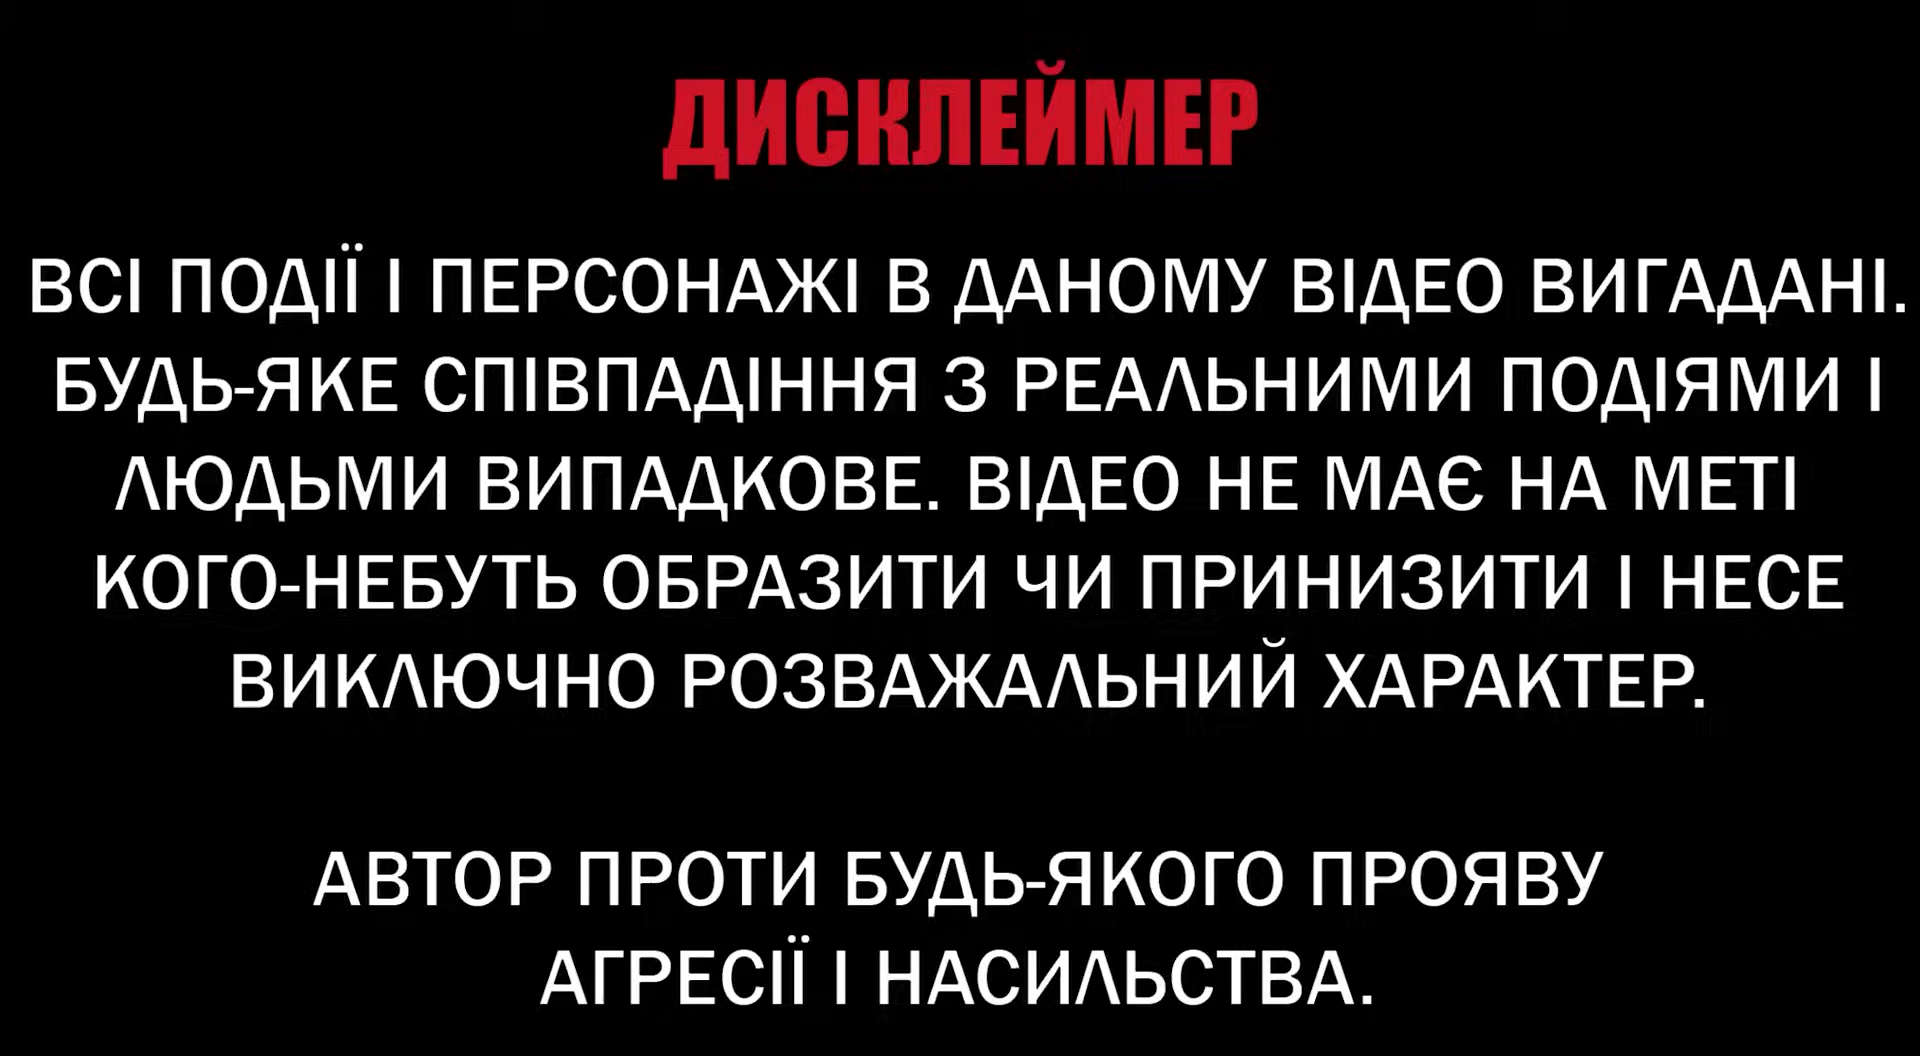 ДИСКЛЕЙМЕР
ВСІ ПОДІЇ І ПЕРСОНАЖІ В ДАНОМУ ВІДЕО ВИГАДАНІ.
БУДЬ-ЯКЕ СПІВПАДІННЯ З РЕАЛЬНИМИ ПОДІЯМИ І
ЛЮДЬМИ ВИПАДКОВЕ. ВІДЕО НЕ МАЄ НА МЕТІ
КОГО-НЕБУТЬ ОБРАЗИТИ ЧИ ПРИНИЗИТИ І НЕСЕ
ВИКЛЮЧНО РОЗВАЖАЛЬНИЙ ХАРАКТЕР.
АВТОР ПРОТИ БУДЬ-ЯКОГО ПРОЯВУ
АГРЕСІЇ І НАСИЛЬСТВА.